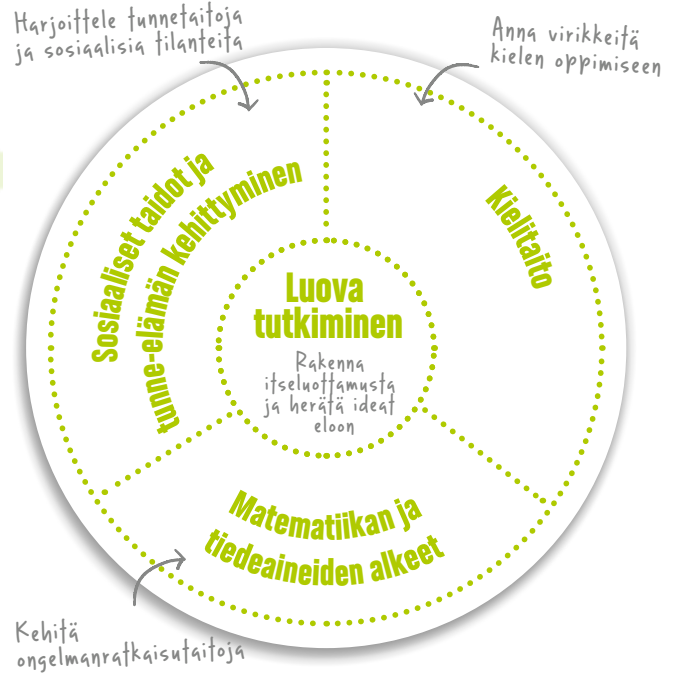 Harjoittele tunnetaitoja
ja sosiaalisia tilanteita
Anna virikkeitä
kielen oppimiseen
Sosiaaliset taidot ja
tunne-elämän kehittyminen
Kielitaito
Luova
tutkiminen
Rakenna
itseluottamusta
ja herätä ideat
eloon
Matematiikan ja
tiedeaineiden alkeet
Kehitä
ongelmanratkaisutaitoja